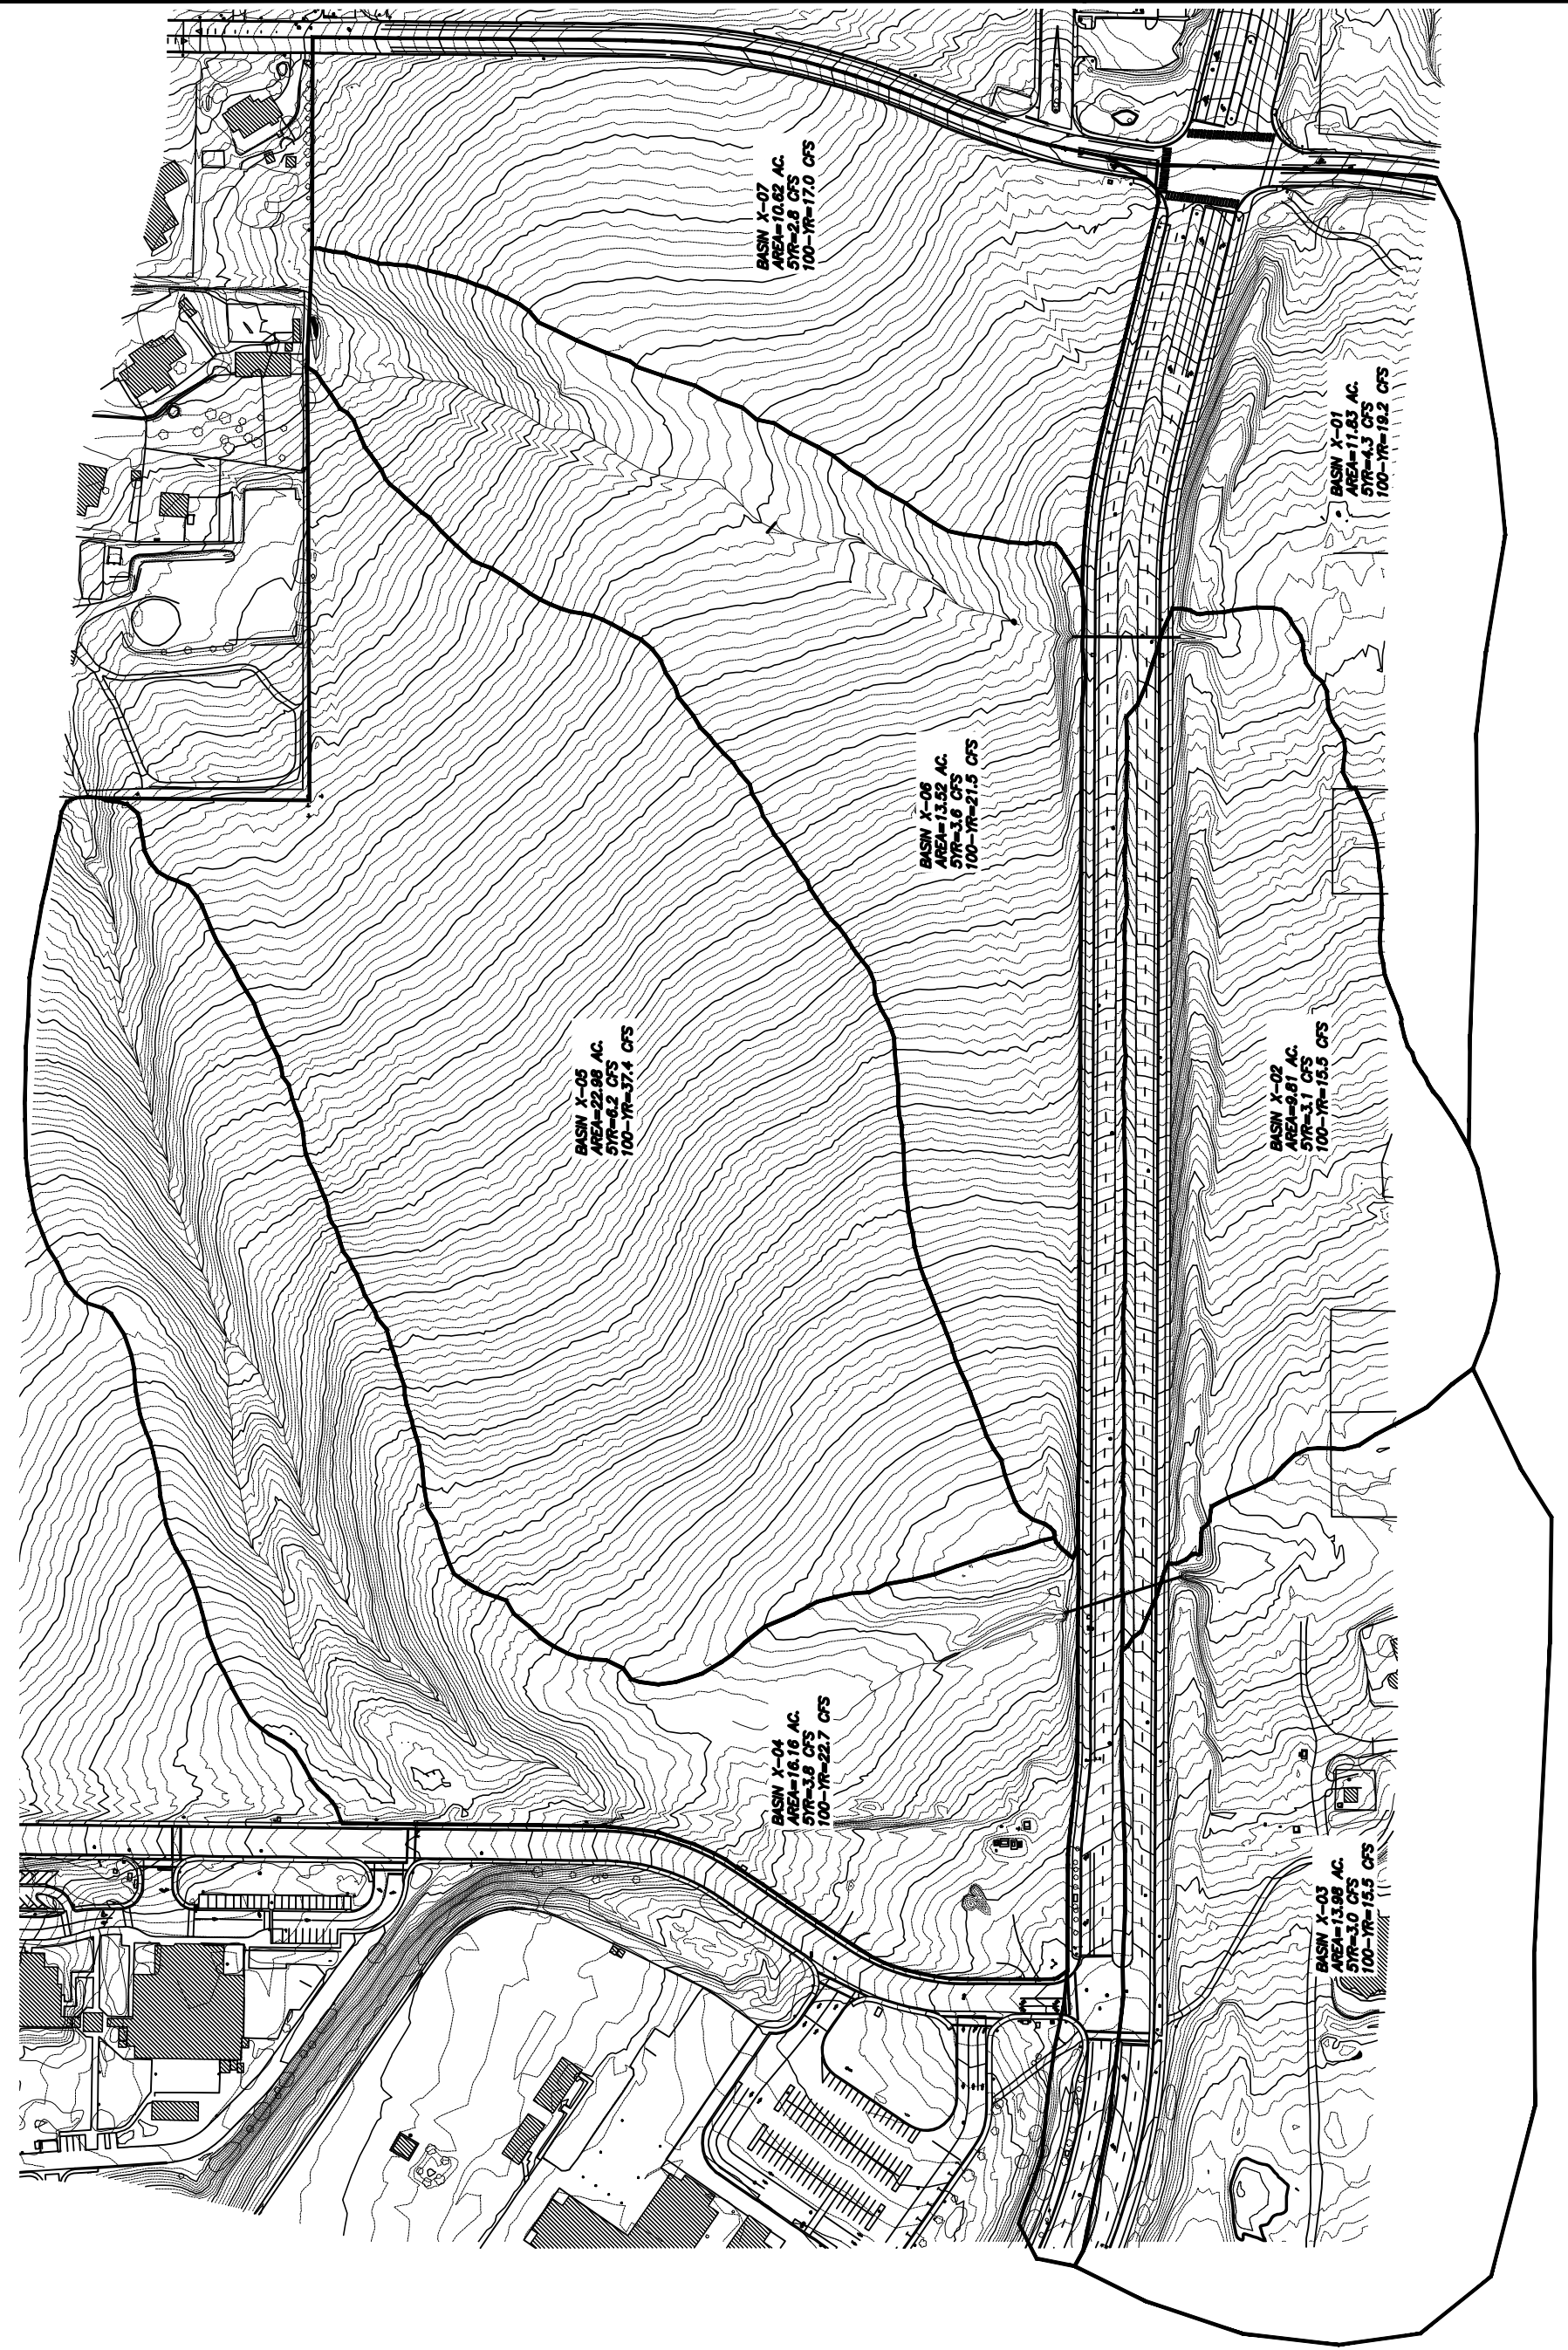 BASIN X-07
AREA=10.62 AC.
5YR=2.8 CFS
100-YR=17.0 CFS
BASIN X-01
AREA=11.83 AC.
5YR=4.3 CFS
100-YR=19.2 CFS
BASIN X-06
AREA=13.52 AC.
5YR=3.6 CFS
100-YR=21.5 CFS
BASIN X-05
AREA=22.98 AC.
5YR=6.2 CFS
100-YR=37.4 CFS
BASIN X-02
AREA=9.81 AC.
5YR=3.1 CFS
100-YR=15.5 CFS
BASIN X-04
AREA=16.16 AC.
5YR=3.8 CFS
100-YR=22.7 CFS
BASIN X-03
AREA=13.98 AC.
5YR=3.0 CFS
100-YR=15.5 CFS